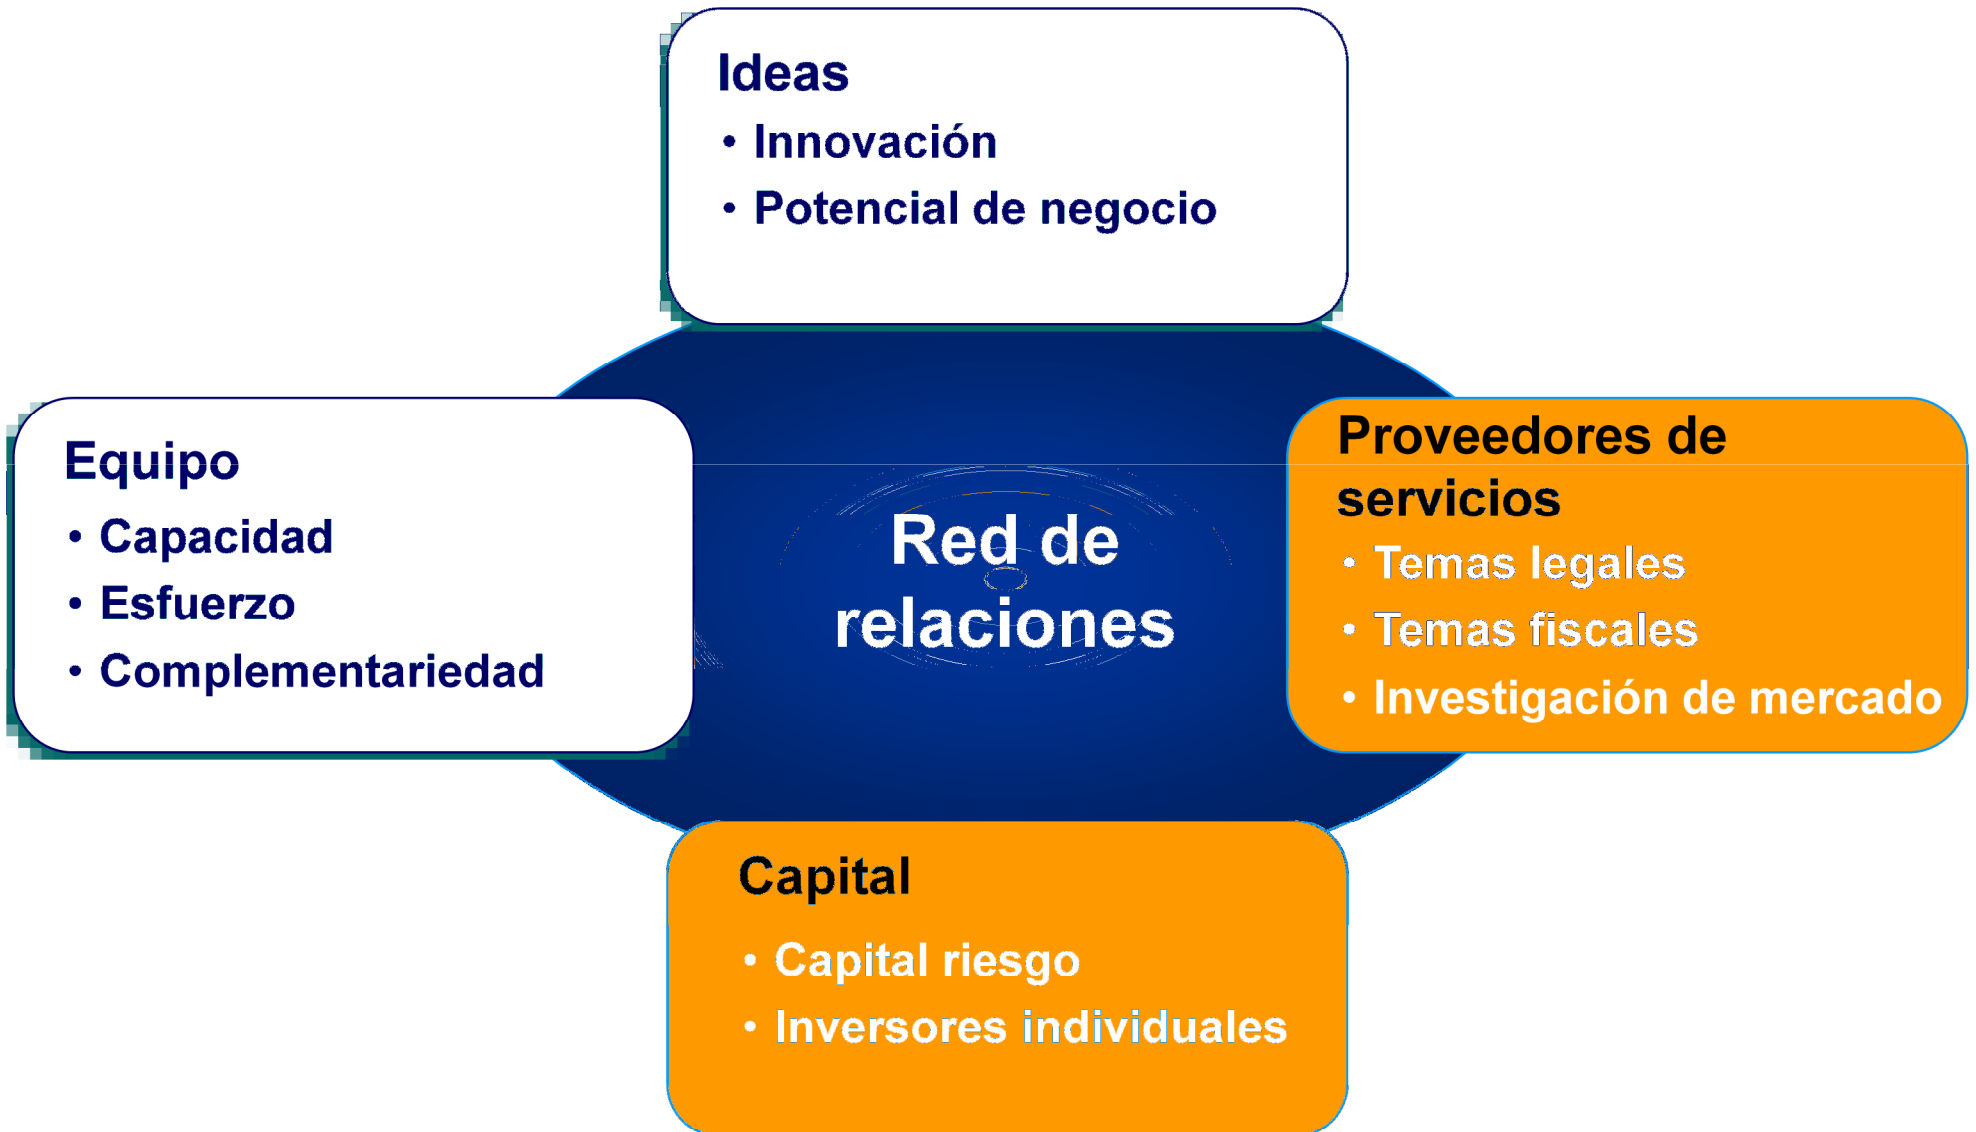 Ideas
• Innovación
• Potencial de negocio
Equipo
• Capacidad
• Esfuerzo
• Complementariedad
Red de
relaciones
Proveedores de
servicios
• Temas legales
• Temas fiscales
• Investigación de mercado
Capital
• Capital riesgo
• Inversores individuales